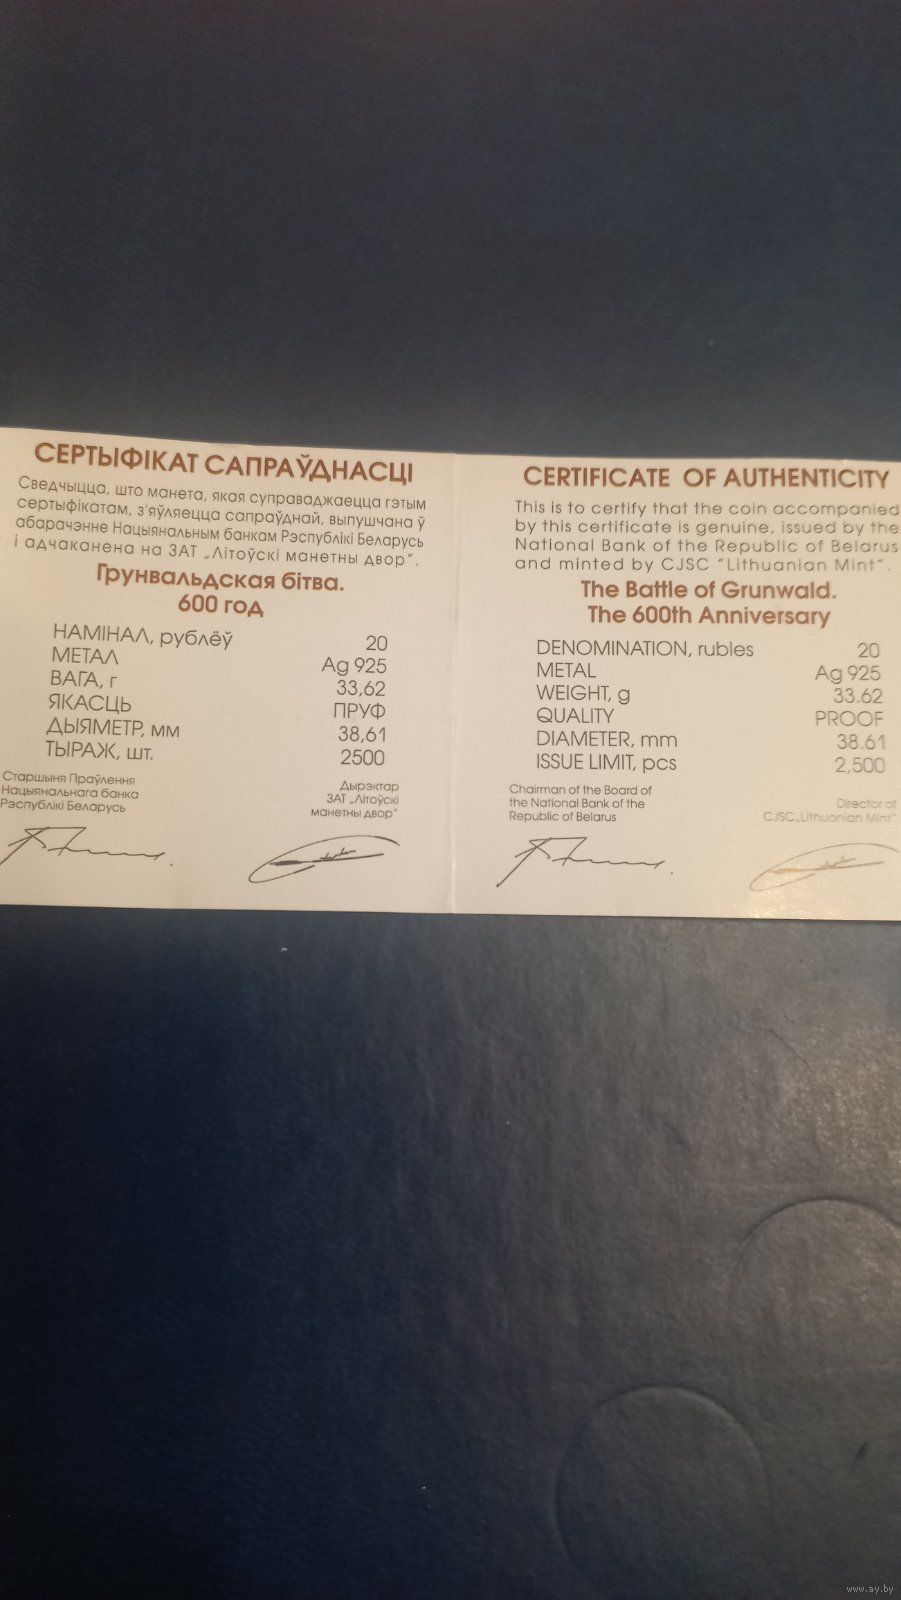 СЕРТЫФІКАТ САПРАЎДНАСЦІ
Сведчыцца, што манета, якая суправаджаецца гэтым
сертыфікатам, з'яўляецца сапраўднай, выпушчана ў
абарачэнне Нацыянальным банкам Рэспублікі Беларусь
і адчаканена на ЗАТ „Літоўскі манетны двор".
Грунвальдская бітва.
600 год
НАМІНАЛ, рублёў 20
МЕТАЛ Ag 925
ВАГА, г 33,62
ЯКАСЦЬ ПРУФ
ДЫЯМЕТР, мм 38,61
ТЫРАЖ, шт. 2500
Старшыня Праўлення
Нацыянальнага банка
Рэспублікі Беларусь
Дырэктар
ЗАТ „Літоўскі
манетны двор"
CERTIFICATE OF AUTHENTICITY
This is to certify that the coin accompanied
by this certificate is genuine, issued by the
National Bank of the Republic of Belarus
and minted by CJSC "Lithuanian Mint".
The Battle of Grunwald.
The 600th Anniversary
DENOMINATION, rubles 20
METAL Ag 925
WEIGHT, g 33.62
QUALITY PROOF
DIAMETER, mm 38.61
ISSUE LIMIT, pcs 2,500
Chairman of the Board of
the National Bank of the
Republic of Belarus
Director of
CJSC „Lithuanian Mint"
www.ay.by